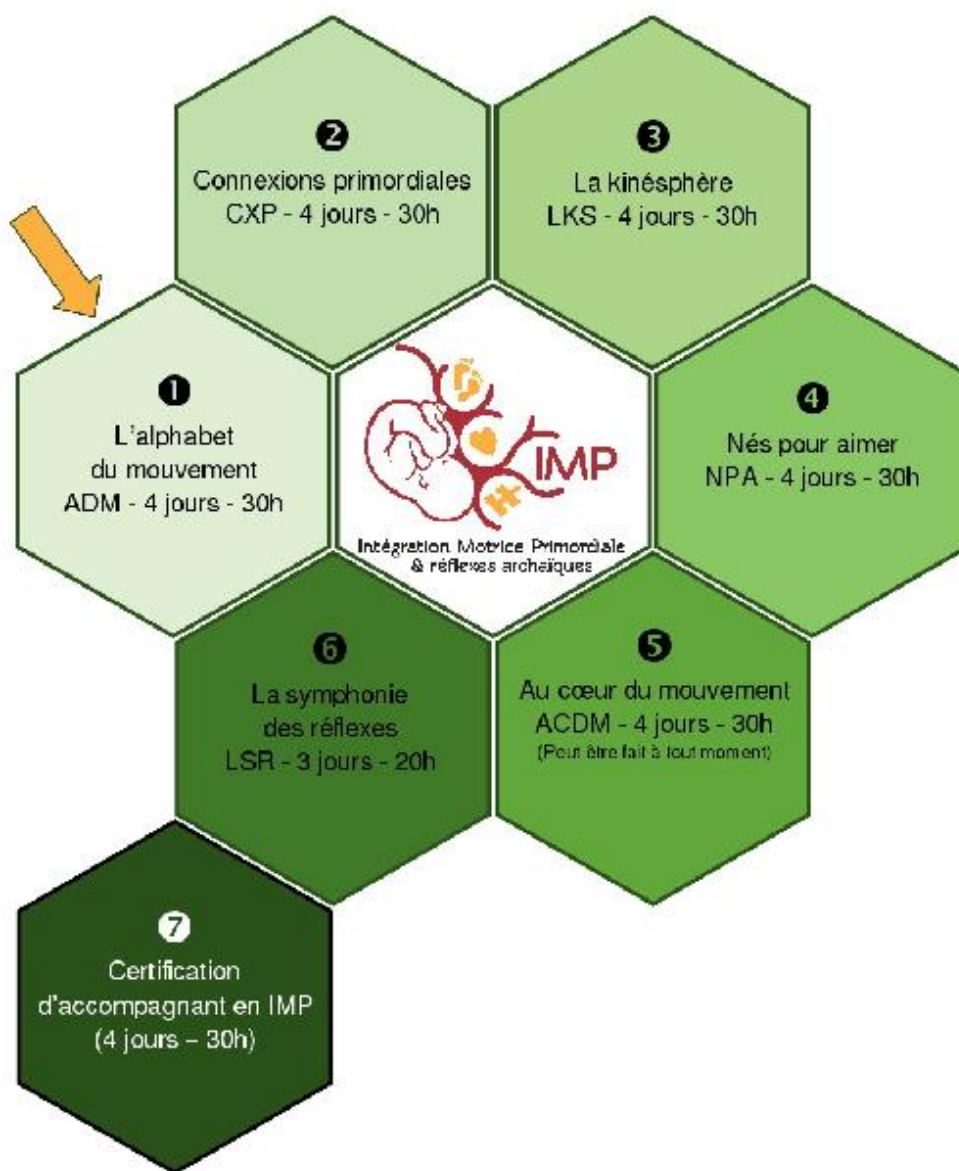 ❶
L'alphabet
du mouvement
ADM - 4 jours - 30h
❷
Connexions primordiales
CXP - 4 jours - 30h
❸
La kinésphère
LKS - 4 jours - 30h
❹
Nés pour aimer
NPA - 4 jours - 30h
❺
Au cœur du mouvement
ACDM - 4 jours - 30h
(Peut être fait à tout moment)
❻
La symphonie
des réflexes
LSR - 3 jours - 20h
❼
Certification
d'accompagnant en IMP
(4 jours – 30h)
IMP
Intégration Motrice Primordiale
& réflexes archaïques